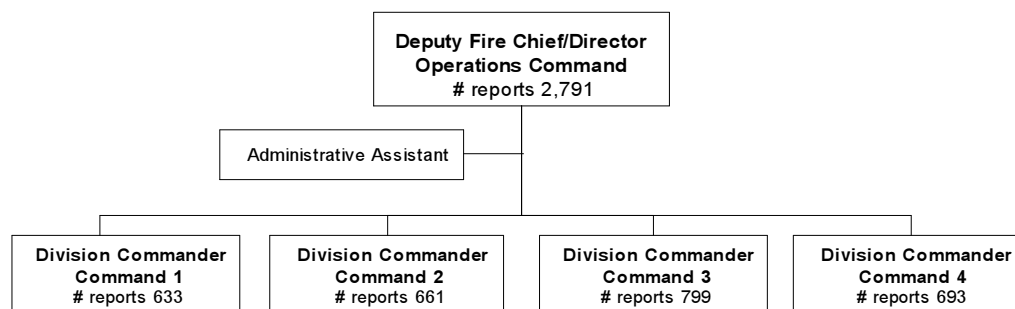 Deputy Fire Chief/Director
Operations Command
# reports 2,791
Administrative Assistant
Division Commander
Command 1
# reports 633
Division Commander
Command 2
# reports 661
Division Commander
Command 3
# reports 799
Division Commander
Command 4
# reports 693